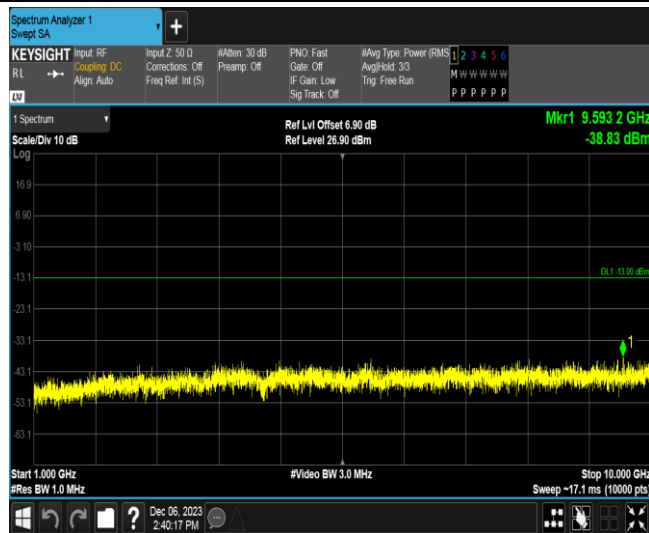 Spectrum Analyzer 1
Swept SA
+
KEYSIGHT
RL
Input: RF
Coupling: DC
Align: Auto
Input Z: 50 Ω
Corrections: Off
Freq Ref: Int (S)
#Atten: 30 dB
Preamp: Off
PNO: Fast
Gate: Off
IF Gain: Low
Sig Track: Off
#Avg Type: Power (RMS
Avg|Hold: 3/3
Trig: Free Run
1 2 3 4 5 6
M W W W W W
P P P P P P
1 Spectrum
Scale/Div 10 dB
Log
Ref Lvl Offset 6.90 dB
Ref Level 26.90 dBm
Mkr1 9.593 2 GHz
-38.83 dBm
16.9
6.90
-3.10
-13.1
DL1 -13.00 dBm
-23.1
-33.1
1
-43.1
-53.1
-63.1
Start 1.000 GHz
#Res BW 1.0 MHz
#Video BW 3.0 MHz
Stop 10.000 GHz
Sweep ~17.1 ms (10000 pts)
?
Dec 06, 2023
2:40:17 PM